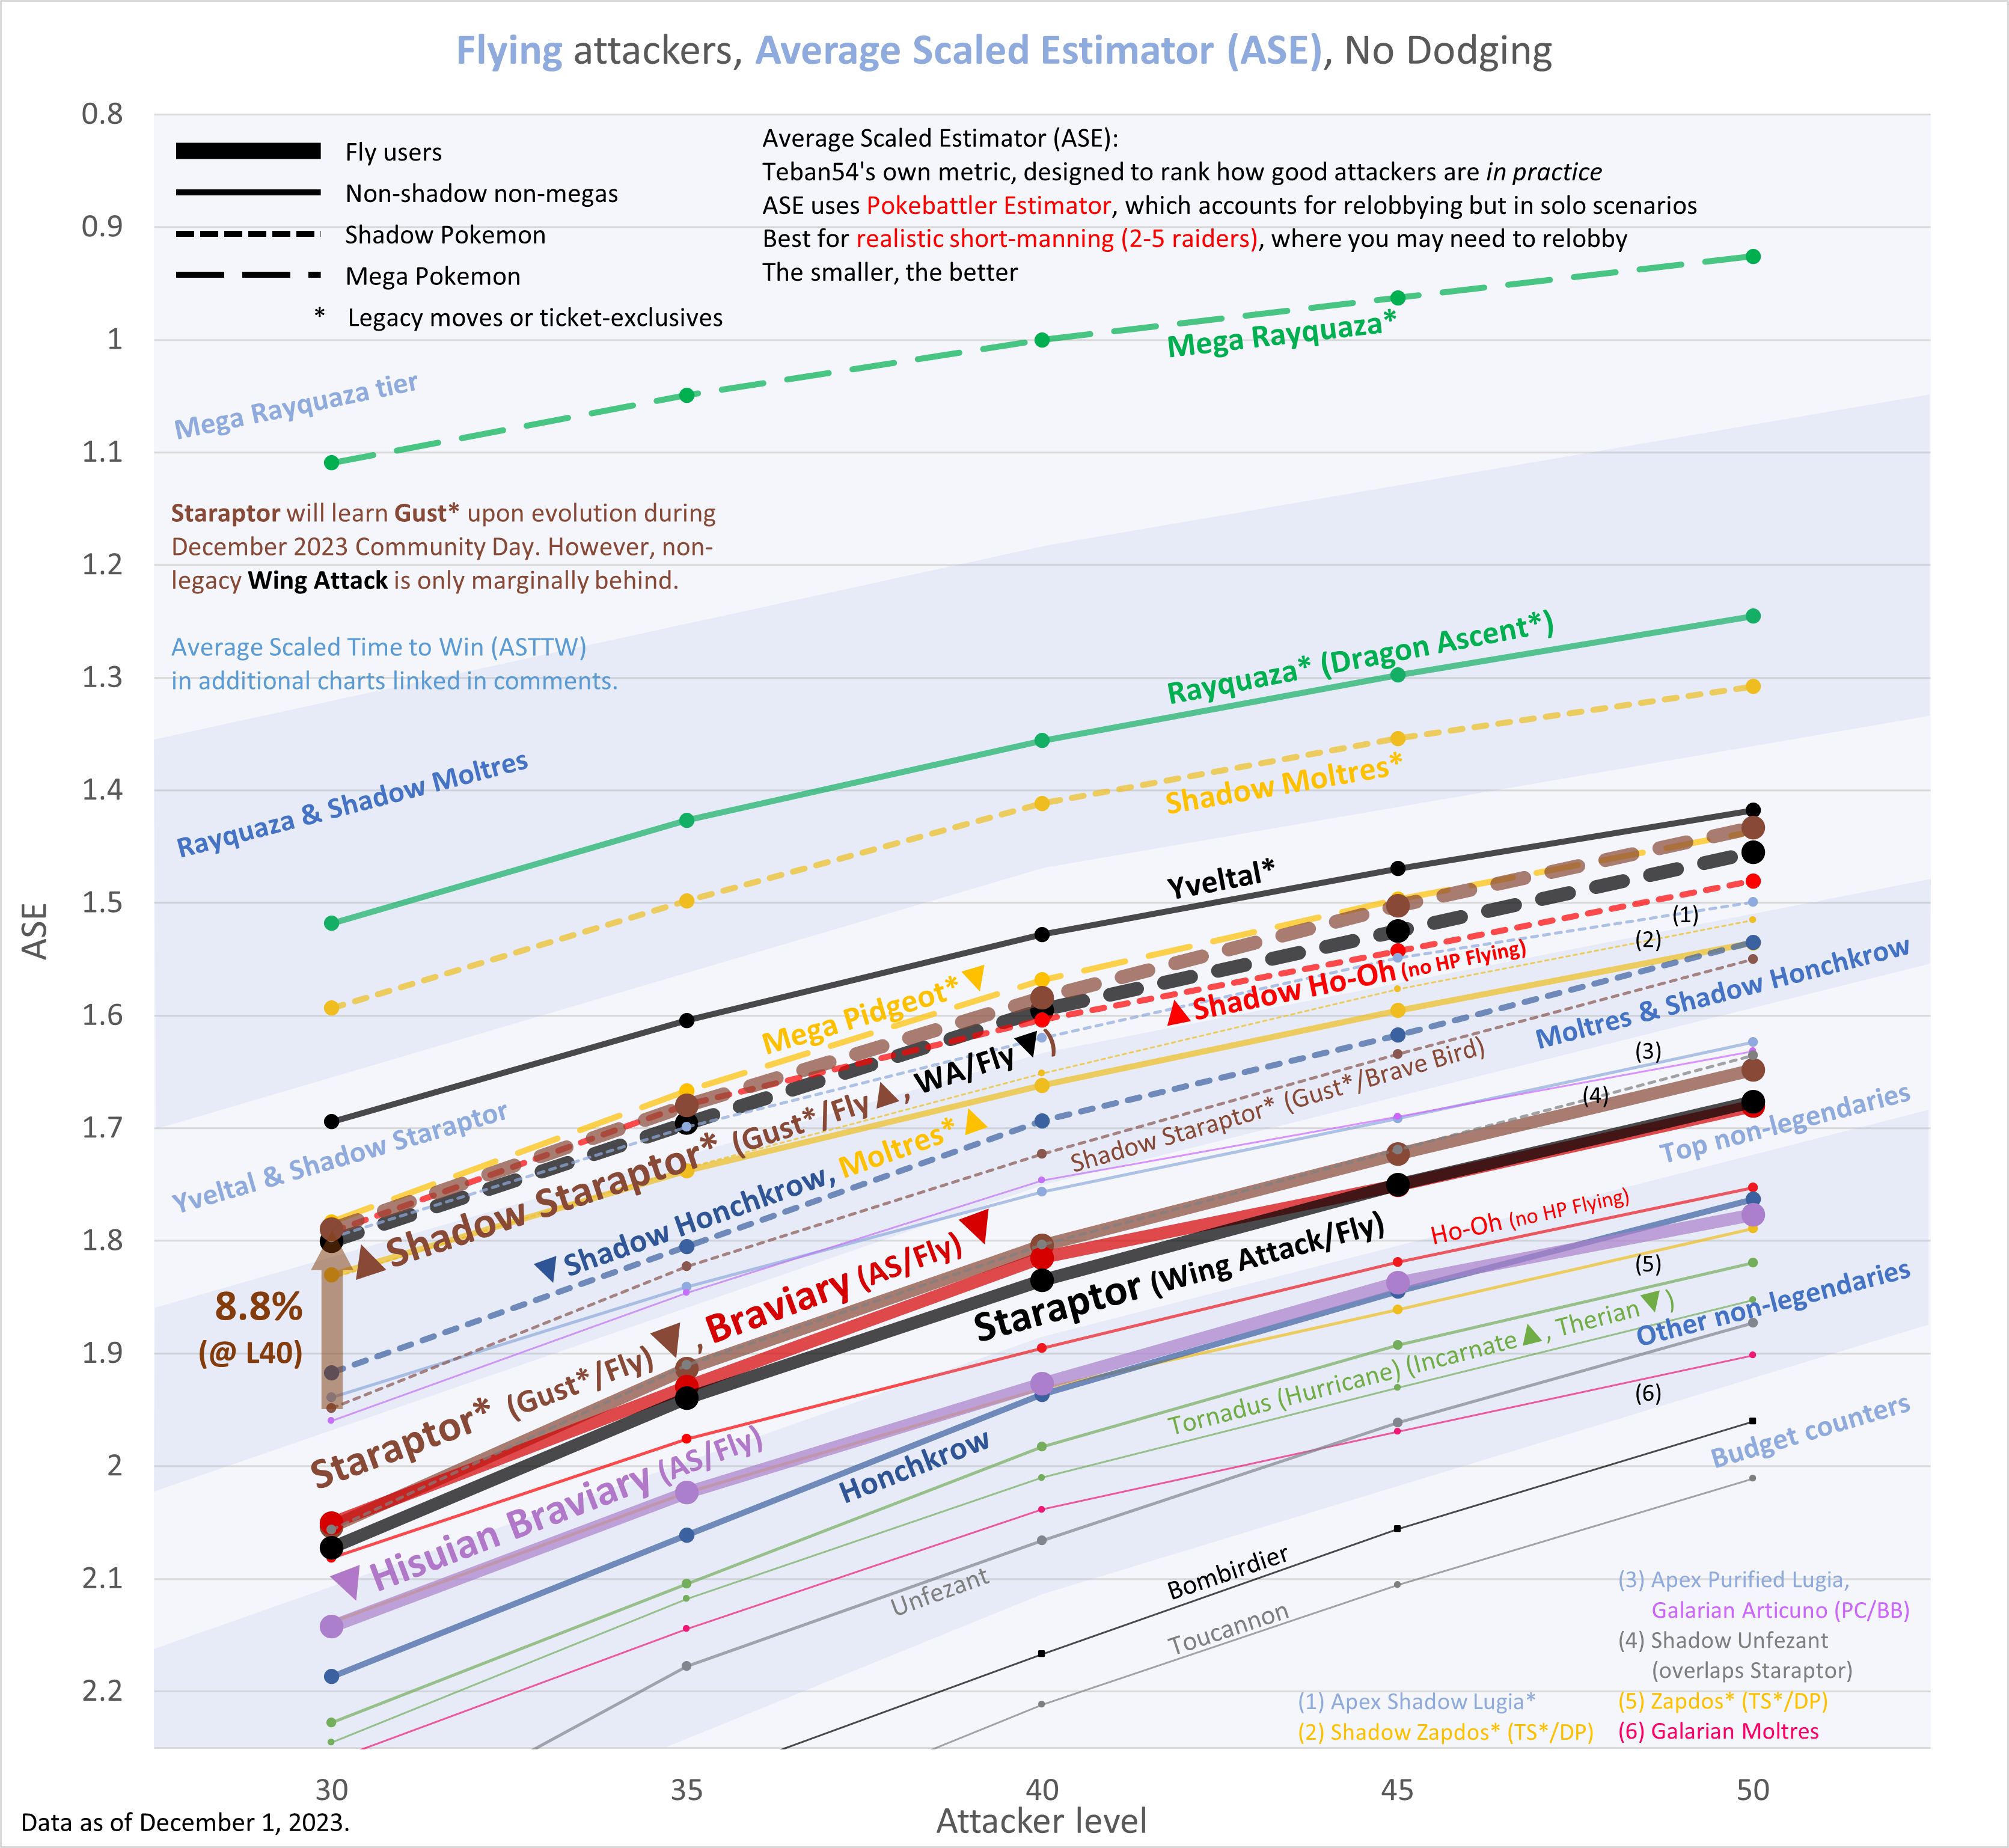 Flying attackers, Average Scaled Estimator (ASE), No Dodging
0.8
0.9
1
1.1
1.2
1.3
1.4
1.5
1.6
1.7
1.8
1.9
2
2.1
2.2
ASE
Fly users
Non-shadow non-megas
Shadow Pokemon
Mega Pokemon
* Legacy moves or ticket-exclusives
Average Scaled Estimator (ASE):
Teban54's own metric, designed to rank how good attackers are in practice
ASE uses Pokebattler Estimator, which accounts for relobbying but in solo scenarios
Best for realistic short-manning (2-5 raiders), where you may need to relobby
The smaller, the better
Mega Rayquaza*
Mega Rayquaza tier
Staraptor will learn Gust* upon evolution during
December 2023 Community Day. However, non-
legacy Wing Attack is only marginally behind.
Average Scaled Time to Win (ASTTW)
in additional charts linked in comments.
Rayquaza* (Dragon Ascent*)
Rayquaza & Shadow Moltres
Shadow Moltres*
Yveltal*
(1)
(2)
Mega Pidgeot* ▼
▲Shadow Ho-Oh (no HP Flying)
Moltres & Shadow Honchkrow
Yveltal & Shadow Staraptor
▲Shadow Staraptor* (Gust*/Fly▲, WA/Fly▼)
(3)
Shadow Staraptor* (Gust*/Brave Bird)
(4)
Top non-legendaries
▼Shadow Honchkrow, Moltres*▲
8.8%
(@ L40)
Staraptor* (Gust*/Fly)▼, Braviary (AS/Fly)▼
Staraptor (Wing Attack/Fly)
Ho-Oh (no HP Flying)
(5)
Other non-legendaries
Tornadus (Hurricane) (Incarnate▲, Therian▼)
(6)
▼Hisuian Braviary (AS/Fly)
Honchkrow
Budget counters
Unfezant
Bombirdier
Toucannon
(1) Apex Shadow Lugia*
(2) Shadow Zapdos* (TS*/DP)
(3) Apex Purified Lugia,
Galarian Articuno (PC/BB)
(4) Shadow Unfezant
(overlaps Staraptor)
(5) Zapdos* (TS*/DP)
(6) Galarian Moltres
30
35
40
45
50
Attacker level
Data as of December 1, 2023.